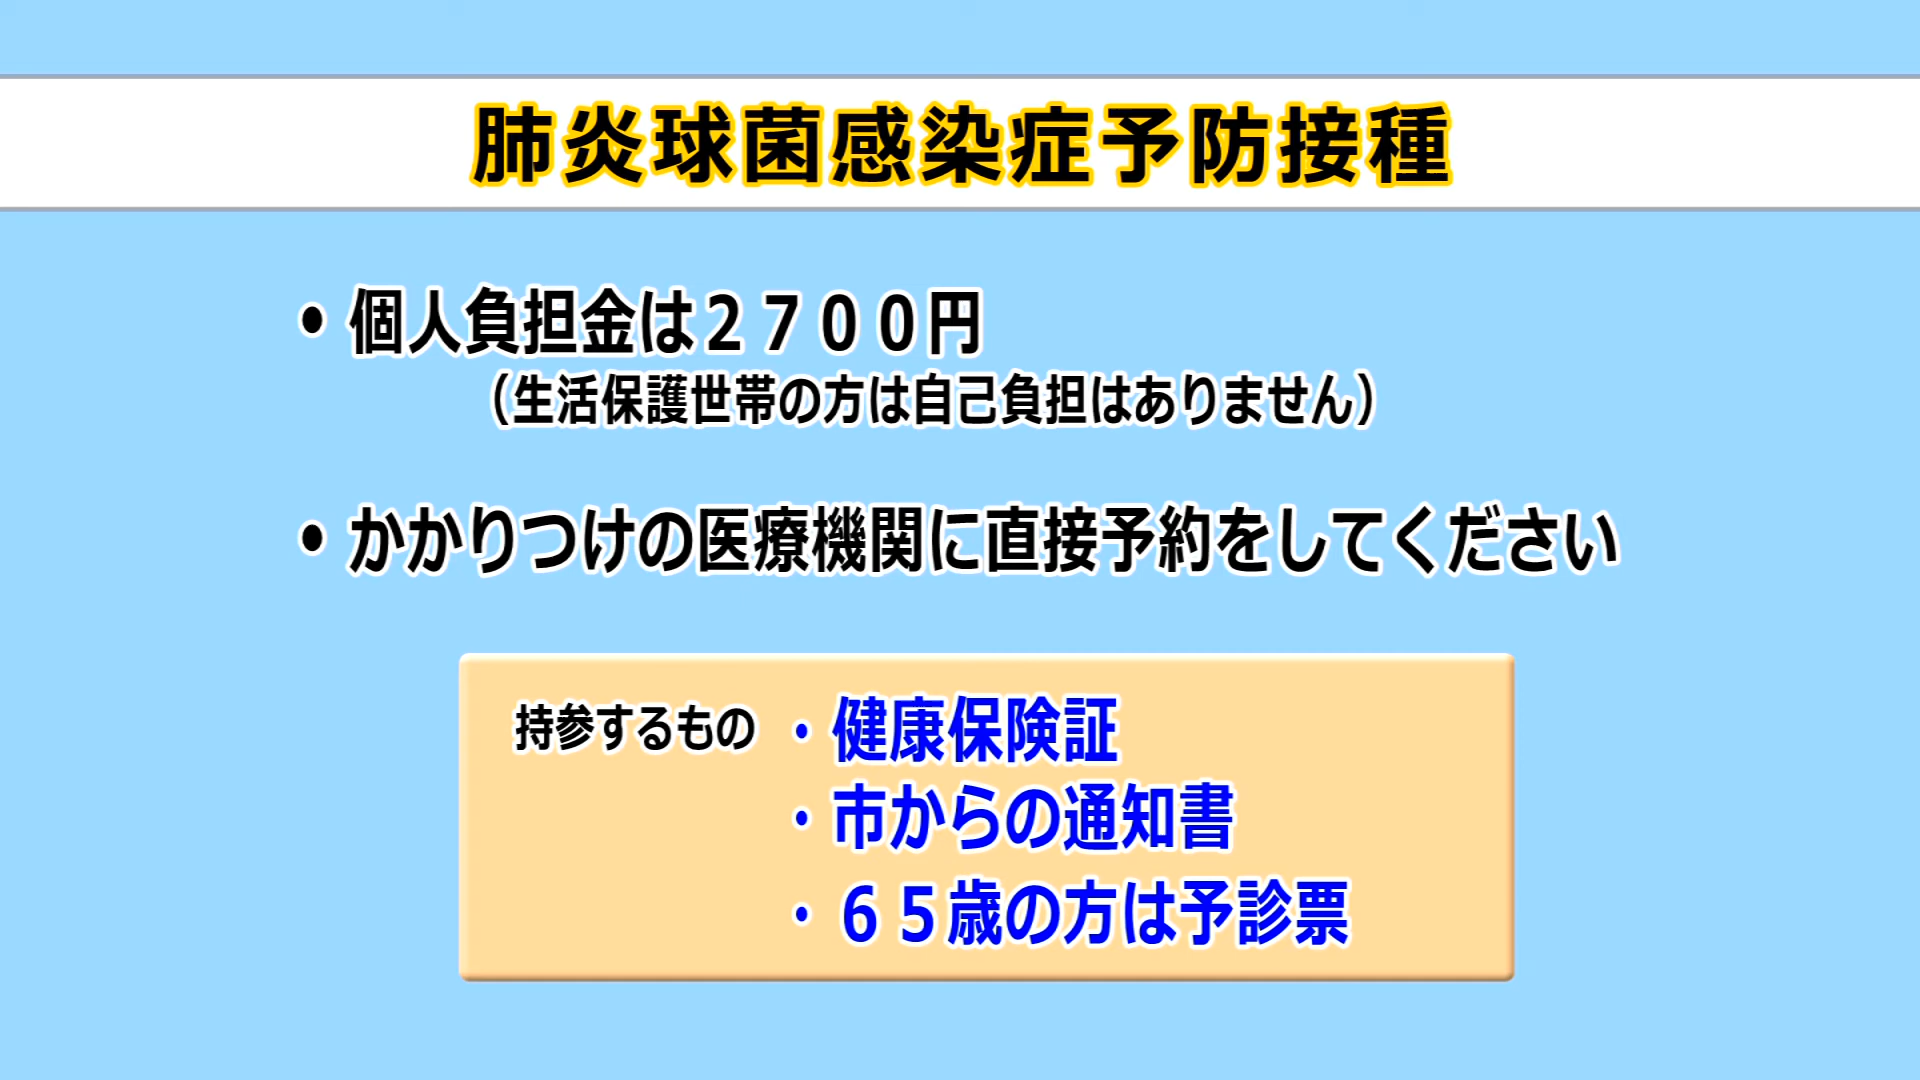 肺炎球菌感染症予防接種
・個人負担金は２７００円
（生活保護世帯の方は自己負担はありません）
・かかりつけの医療機関に直接予約をしてください
持参するもの ・健康保険証
・市からの通知書
・６５歳の方は予診票